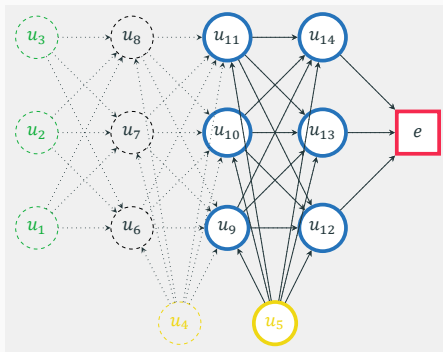 u₃ u₈ u₁₁ u₁₄
u₂ u₇ u₁₀ u₁₃ e
u₁ u₆ u₉ u₁₂
u₄ u₅